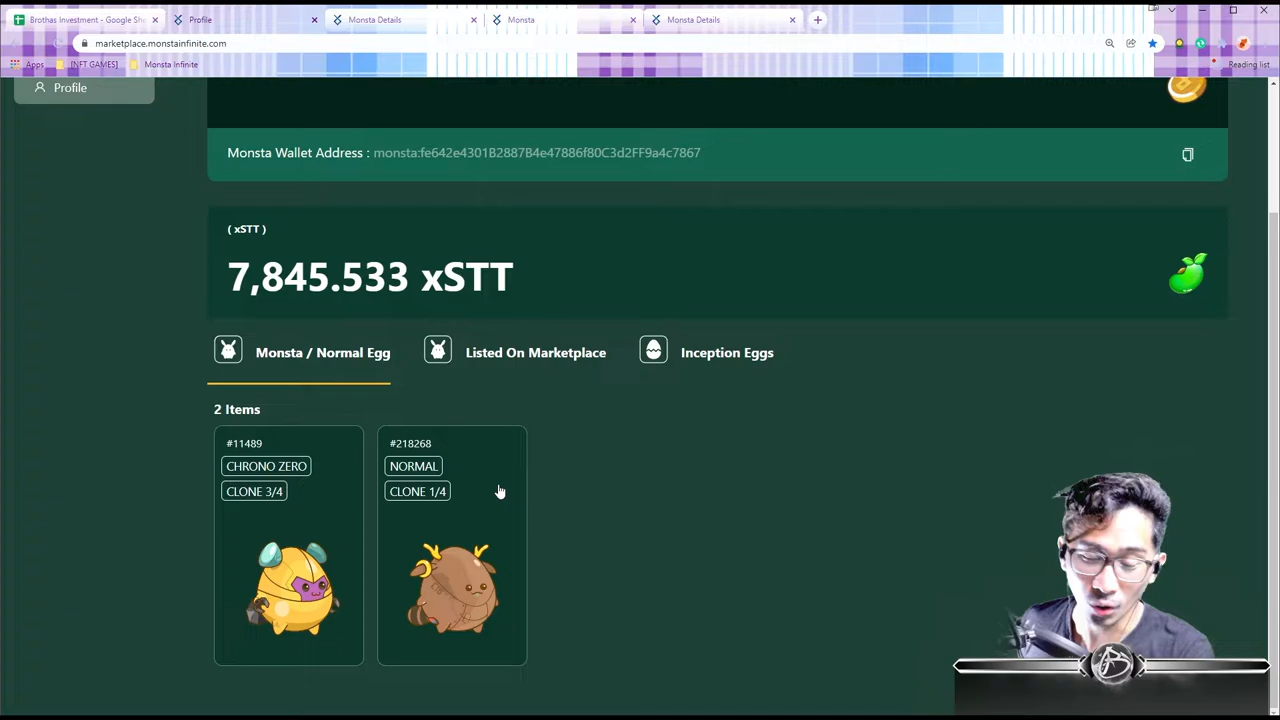 Brothas Investment - Google She
Profile
Monsta Details
Monsta
Monsta Details
marketplace.monstainfinite.com
Apps
[NFT GAMES]
Monsta Infinite
Reading list
Profile
Monsta Wallet Address : monsta:fe642e4301B2887B4e47886f80C3d2FF9a4c7867
( xSTT )
7,845.533 xSTT
Monsta / Normal Egg
Listed On Marketplace
Inception Eggs
2 Items
#11489
CHRONO ZERO
CLONE 3/4
#218268
NORMAL
CLONE 1/4